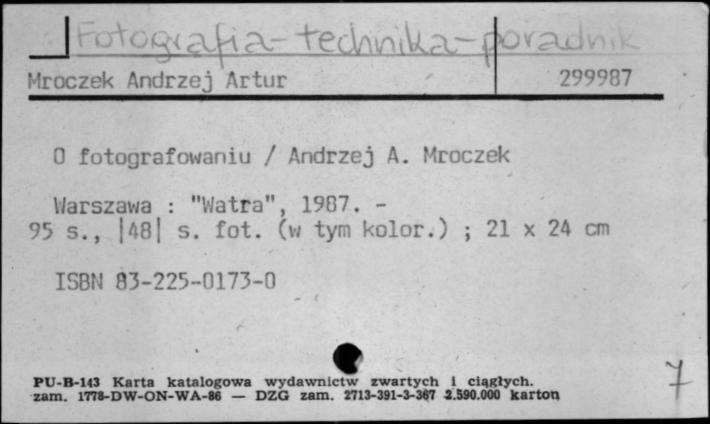 Fotografia - technika - poradnik
Mroczek Andrzej Artur 299987
O fotografowaniu / Andrzej A. Mroczek
Warszawa : "Watra", 1987. -
95 s., |48| s. fot. (w tym kolor.) ; 21 x 24 cm
ISBN 83-225-0173-0
PU-B-143 Karta katalogowa wydawnictw zwartych i ciągłych.
zam. 1778-DW-ON-WA-86 — DZG zam. 2713-391-3-367 2.590.000 karton
7